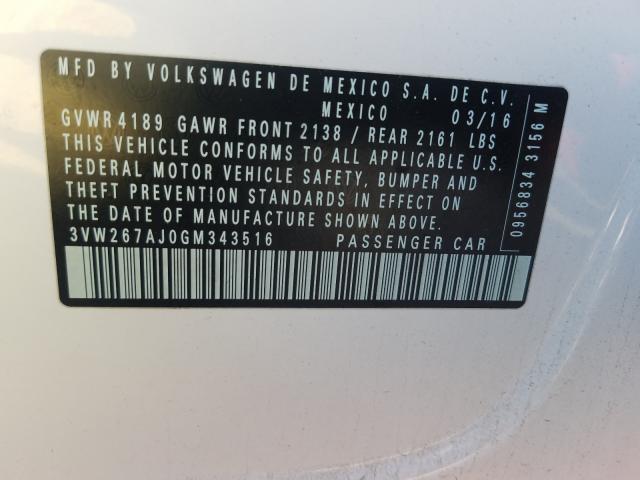 MFD BY VOLKSWAGEN DE MEXICO S.A. DE C.V.
MEXICO 03/16
GVWR 4189 GAWR FRONT 2138 / REAR 2161 LBS
THIS VEHICLE CONFORMS TO ALL APPLICABLE U.S.
FEDERAL MOTOR VEHICLE SAFETY, BUMPER AND
THEFT PREVENTION STANDARDS IN EFFECT ON
THE DATE OF MANUFACTURE SHOWN ABOVE.
3VW267AJ0GM343516 PASSENGER CAR
0956834 3156 M